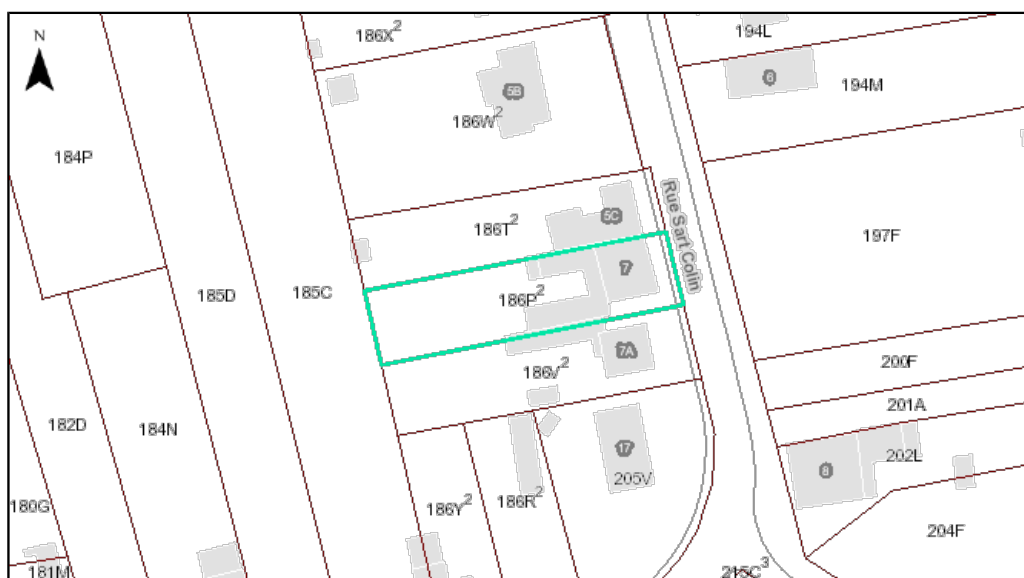 N
186X²
194L
6
194M
5B
186W²
184P
Rue Sart Colin
5C
186T²
197F
7
185C
185D
186P²
7A
200F
186V²
201A
182D
184N
17
205V
202L
8
186R²
186Y²
180G
204F
181M
215C³